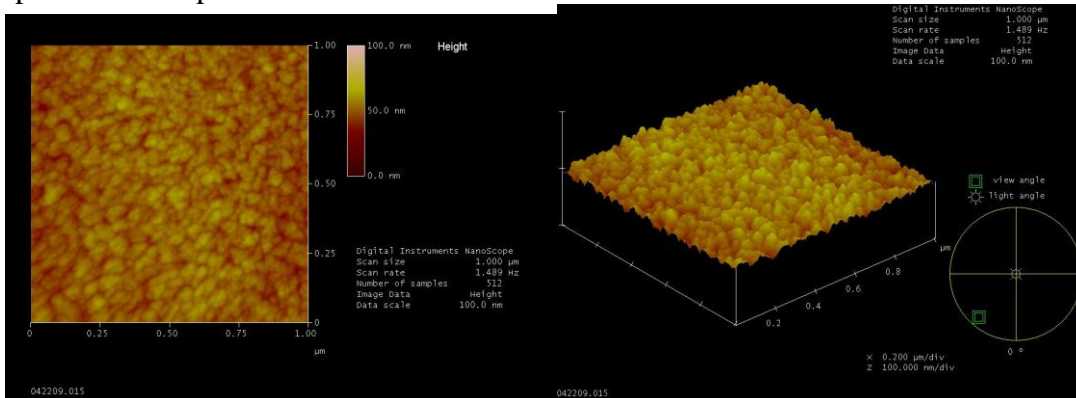 1.00
100.0 nm
Height
0.75
50.0 nm
0.50
0.0 nm
0.25
Digital Instruments NanoScope
Scan size 1.000 µm
Scan rate 1.489 Hz
Number of samples 512
Image Data Height
Data scale 100.0 nm
0
0 0.25 0.50 0.75 1.00
µm
042209.015
Digital Instruments NanoScope
Scan size 1.000 µm
Scan rate 1.489 Hz
Number of samples 512
Image Data Height
Data scale 100.0 nm
view angle
light angle
µm
0.8
0.6
0.4
0.2
0 °
X 0.200 µm/div
Z 100.000 nm/div
042209.015